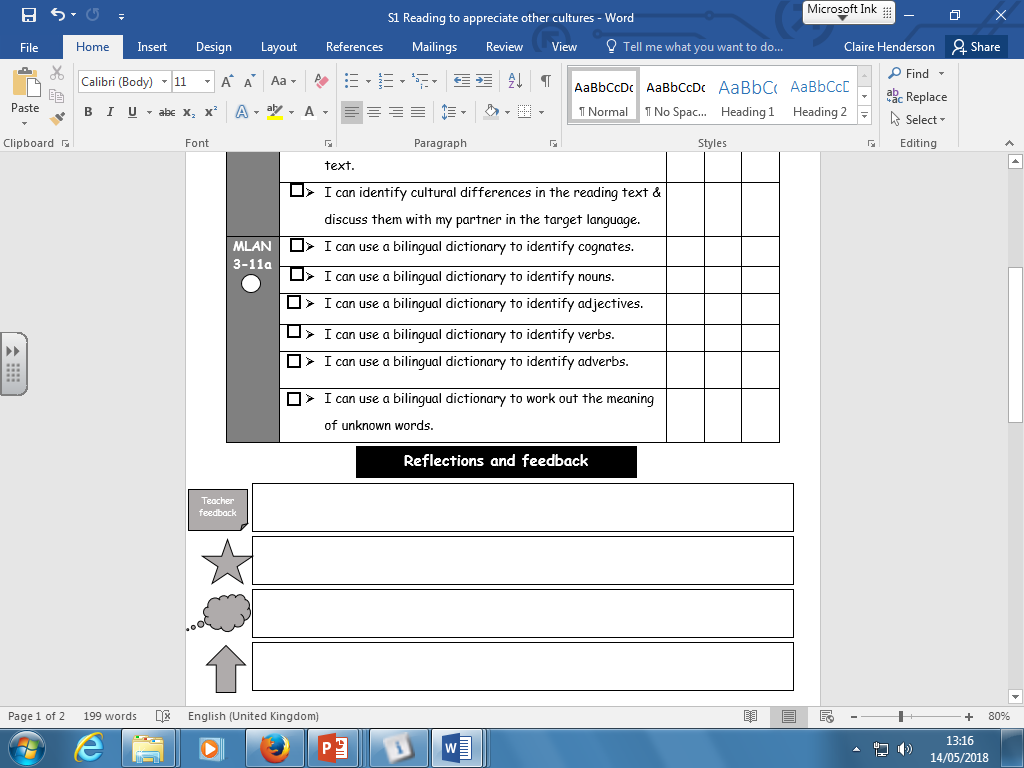 S1 Reading to appreciate other cultures - Word
Microsoft Ink
File Home Insert Design Layout References Mailings Review View Tell me what you want to do... Claire Henderson Share
Paste
Calibri (Body) 11
Aa
B I U abc x₂ x²
A A
AaBbCcDc AaBbCcDc AaBbCc AaBbCcD
¶ Normal ¶ No Spac... Heading 1 Heading 2
Find
Replace
Select
Clipboard Font Paragraph Styles Editing
text.
I can identify cultural differences in the reading text &
discuss them with my partner in the target language.
MLAN
3-11a
I can use a bilingual dictionary to identify cognates.
I can use a bilingual dictionary to identify nouns.
I can use a bilingual dictionary to identify adjectives.
I can use a bilingual dictionary to identify verbs.
I can use a bilingual dictionary to identify adverbs.
I can use a bilingual dictionary to work out the meaning
of unknown words.
Reflections and feedback
Teacher
feedback
Page 1 of 2 199 words English (United Kingdom) 80%
13:16
14/05/2018